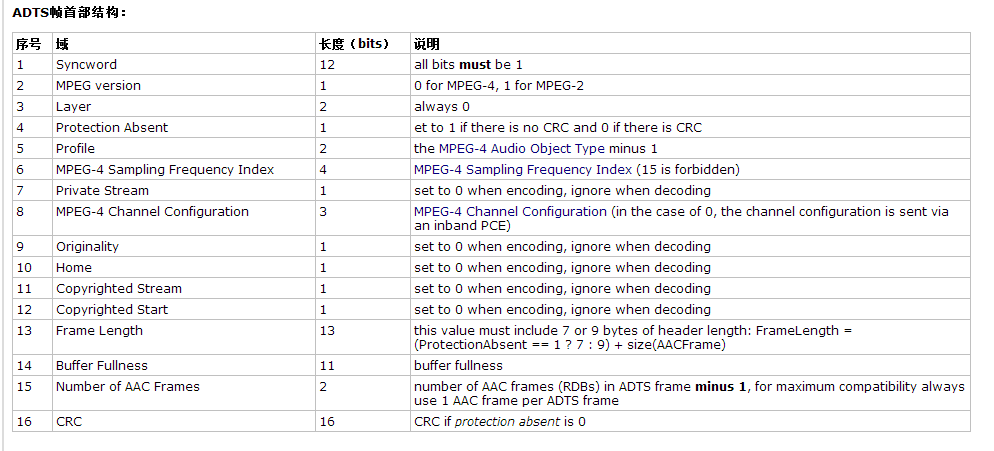 ADTS帧首部结构：
序号 域 长度（bits） 说明
1 Syncword 12 all bits must be 1
2 MPEG version 1 0 for MPEG-4, 1 for MPEG-2
3 Layer 2 always 0
4 Protection Absent 1 et to 1 if there is no CRC and 0 if there is CRC
5 Profile 2 the MPEG-4 Audio Object Type minus 1
6 MPEG-4 Sampling Frequency Index 4 MPEG-4 Sampling Frequency Index (15 is forbidden)
7 Private Stream 1 set to 0 when encoding, ignore when decoding
8 MPEG-4 Channel Configuration 3 MPEG-4 Channel Configuration (in the case of 0, the channel configuration is sent via
an inband PCE)
9 Originality 1 set to 0 when encoding, ignore when decoding
10 Home 1 set to 0 when encoding, ignore when decoding
11 Copyrighted Stream 1 set to 0 when encoding, ignore when decoding
12 Copyrighted Start 1 set to 0 when encoding, ignore when decoding
13 Frame Length 13 this value must include 7 or 9 bytes of header length: FrameLength =
(ProtectionAbsent == 1 ? 7 : 9) + size(AACFrame)
14 Buffer Fullness 11 buffer fullness
15 Number of AAC Frames 2 number of AAC frames (RDBs) in ADTS frame minus 1, for maximum compatibility always
use 1 AAC frame per ADTS frame
16 CRC 16 CRC if protection absent is 0